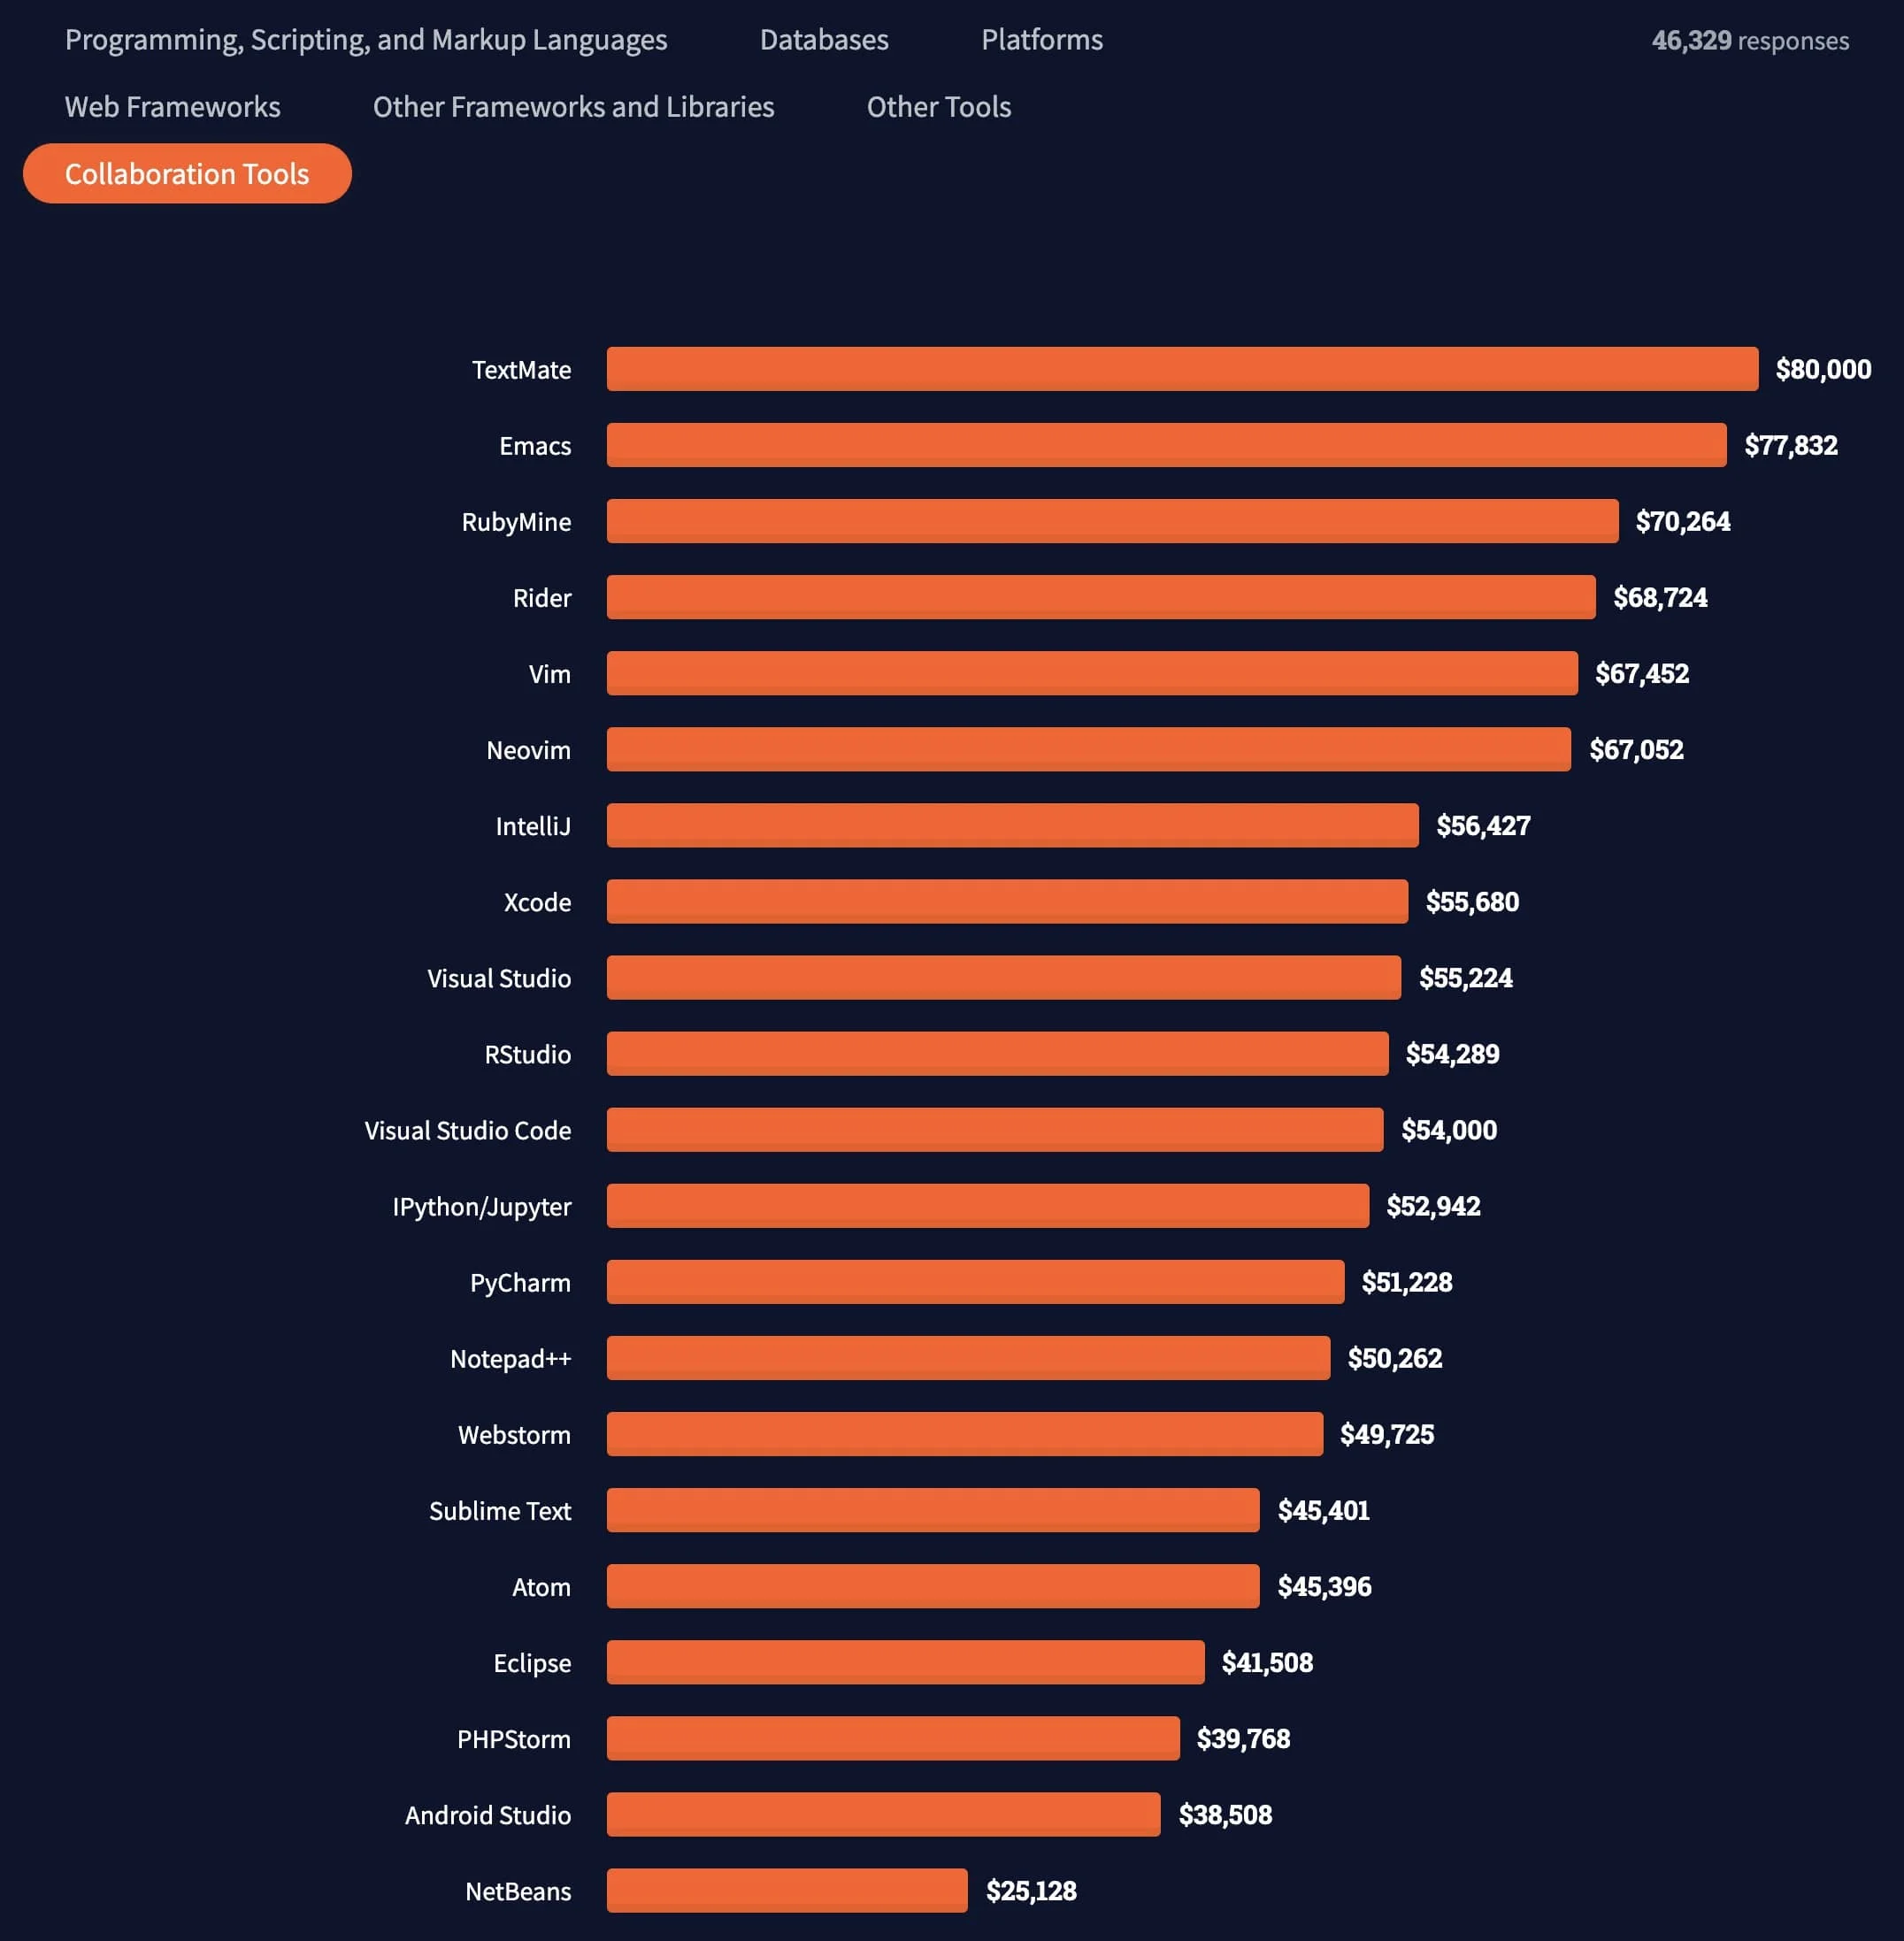 Programming, Scripting, and Markup Languages Databases Platforms 46,329 responses
Web Frameworks Other Frameworks and Libraries Other Tools
Collaboration Tools
TextMate $80,000
Emacs $77,832
RubyMine $70,264
Rider $68,724
Vim $67,452
Neovim $67,052
IntelliJ $56,427
Xcode $55,680
Visual Studio $55,224
RStudio $54,289
Visual Studio Code $54,000
IPython/Jupyter $52,942
PyCharm $51,228
Notepad++ $50,262
Webstorm $49,725
Sublime Text $45,401
Atom $45,396
Eclipse $41,508
PHPStorm $39,768
Android Studio $38,508
NetBeans $25,128